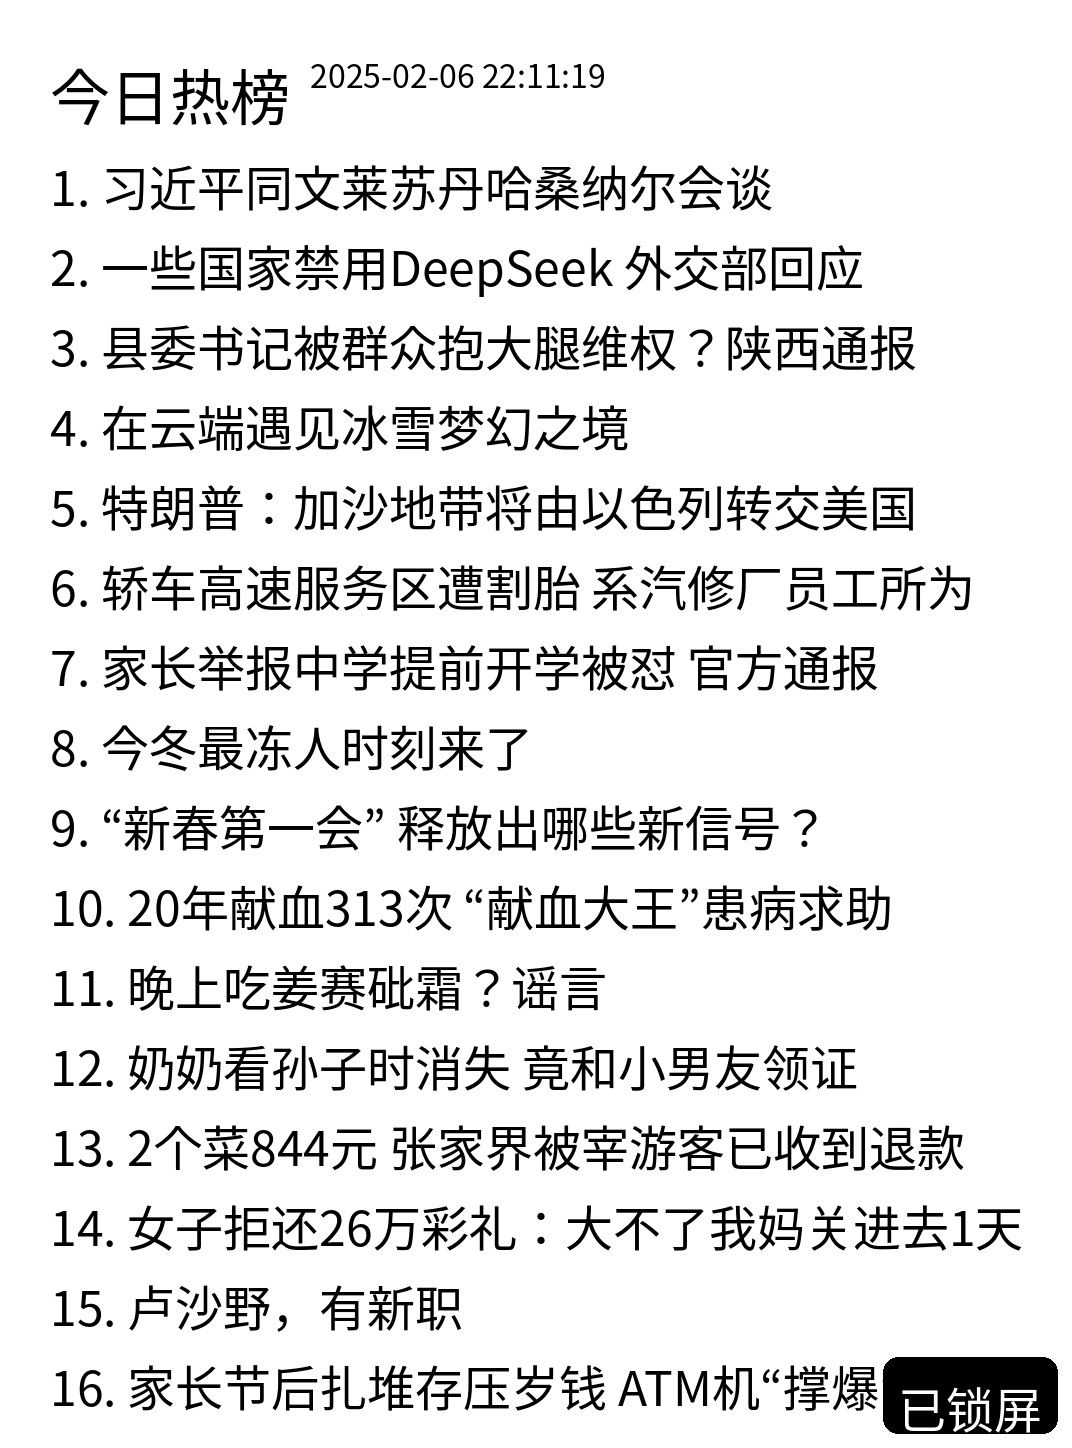 今日热榜 2025-02-06 22:11:19
1. 习近平同文莱苏丹哈桑纳尔会谈
2. 一些国家禁用DeepSeek 外交部回应
3. 县委书记被群众抱大腿维权？陕西通报
4. 在云端遇见冰雪梦幻之境
5. 特朗普：加沙地带将由以色列转交美国
6. 轿车高速服务区遭割胎 系汽修厂员工所为
7. 家长举报中学提前开学被怼 官方通报
8. 今冬最冻人时刻来了
9. “新春第一会” 释放出哪些新信号？
10. 20年献血313次 “献血大王”患病求助
11. 晚上吃姜赛砒霜？谣言
12. 奶奶看孙子时消失 竟和小男友领证
13. 2个菜844元 张家界被宰游客已收到退款
14. 女子拒还26万彩礼：大不了我妈关进去1天
15. 卢沙野，有新职
16. 家长节后扎堆存压岁钱 ATM机“撑爆
已锁屏